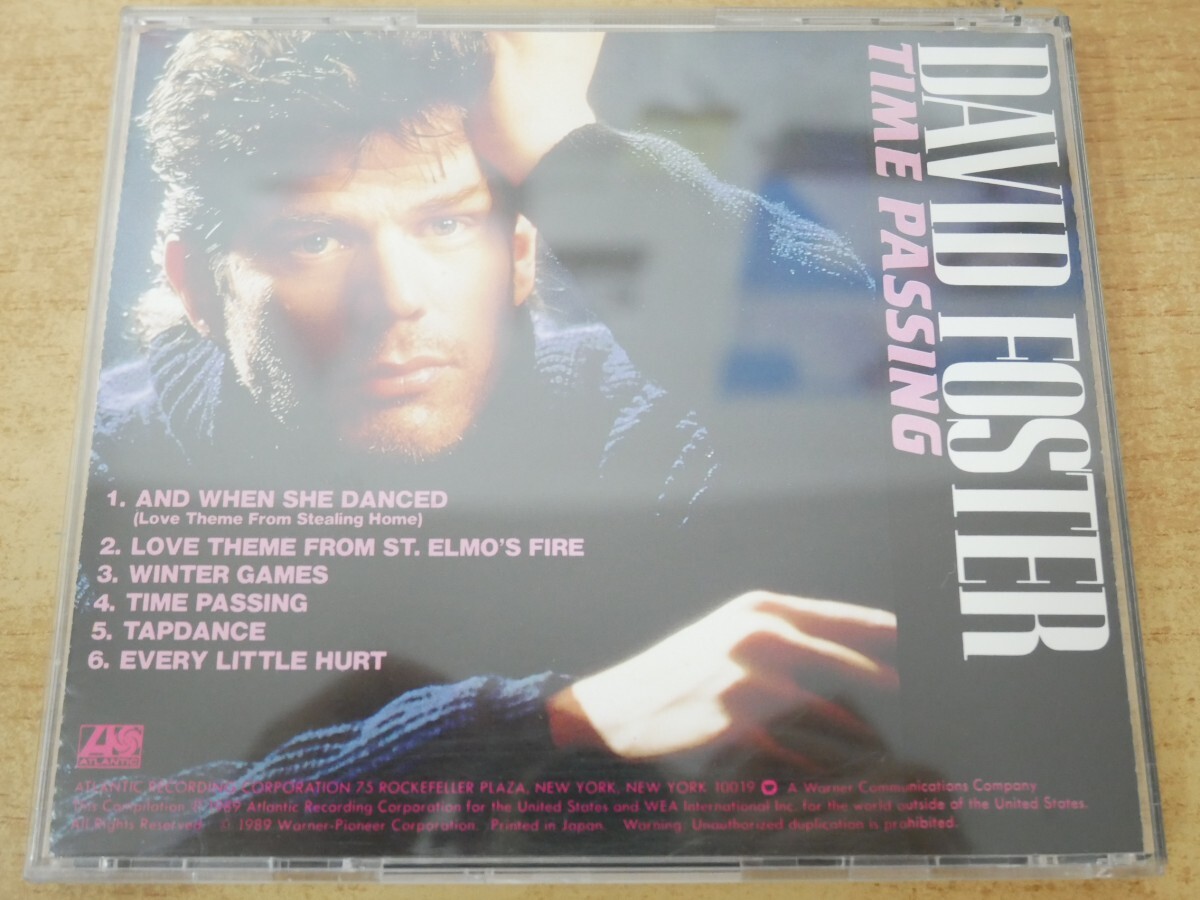 DAVID FOSTER
TIME PASSING
1. AND WHEN SHE DANCED
(Love Theme From Stealing Home)
2. LOVE THEME FROM ST. ELMO'S FIRE
3. WINTER GAMES
4. TIME PASSING
5. TAPDANCE
6. EVERY LITTLE HURT
ATLANTIC
ATLANTIC RECORDING CORPORATION 75 ROCKEFELLER PLAZA, NEW YORK, NEW YORK 10019 A Warner Communications Company
This Compilation ℗ 1989 Atlantic Recording Corporation for the United States and WEA International Inc. for the world outside of the United States.
All Rights Reserved. © 1989 Warner-Pioneer Corporation. Printed in Japan. Warning: Unauthorized duplication is prohibited.